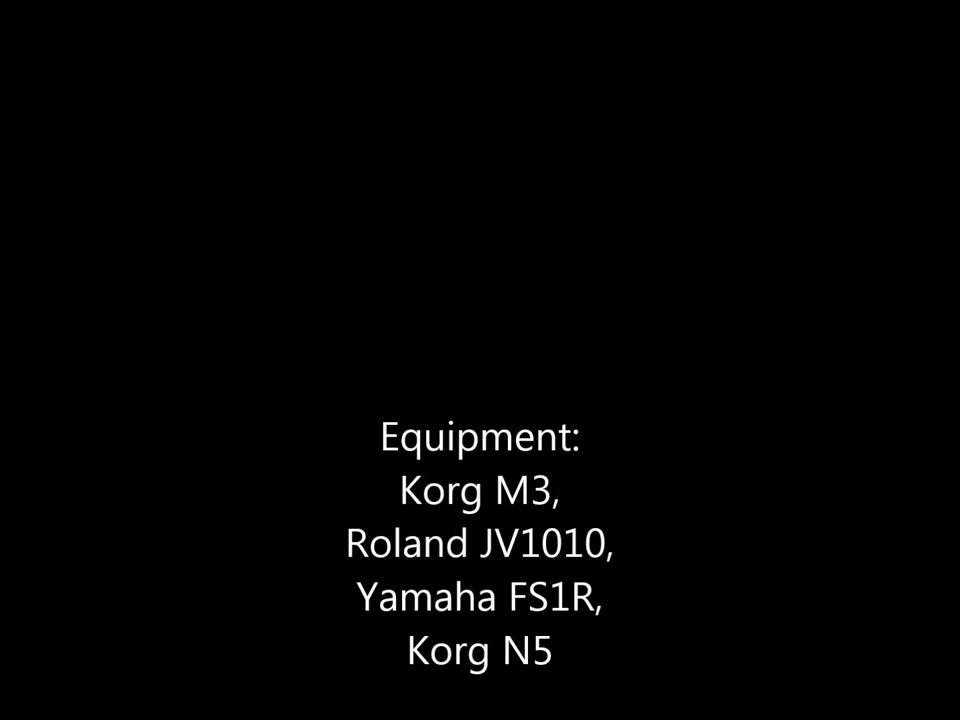 Equipment:
Korg M3,
Roland JV1010,
Yamaha FS1R,
Korg N5